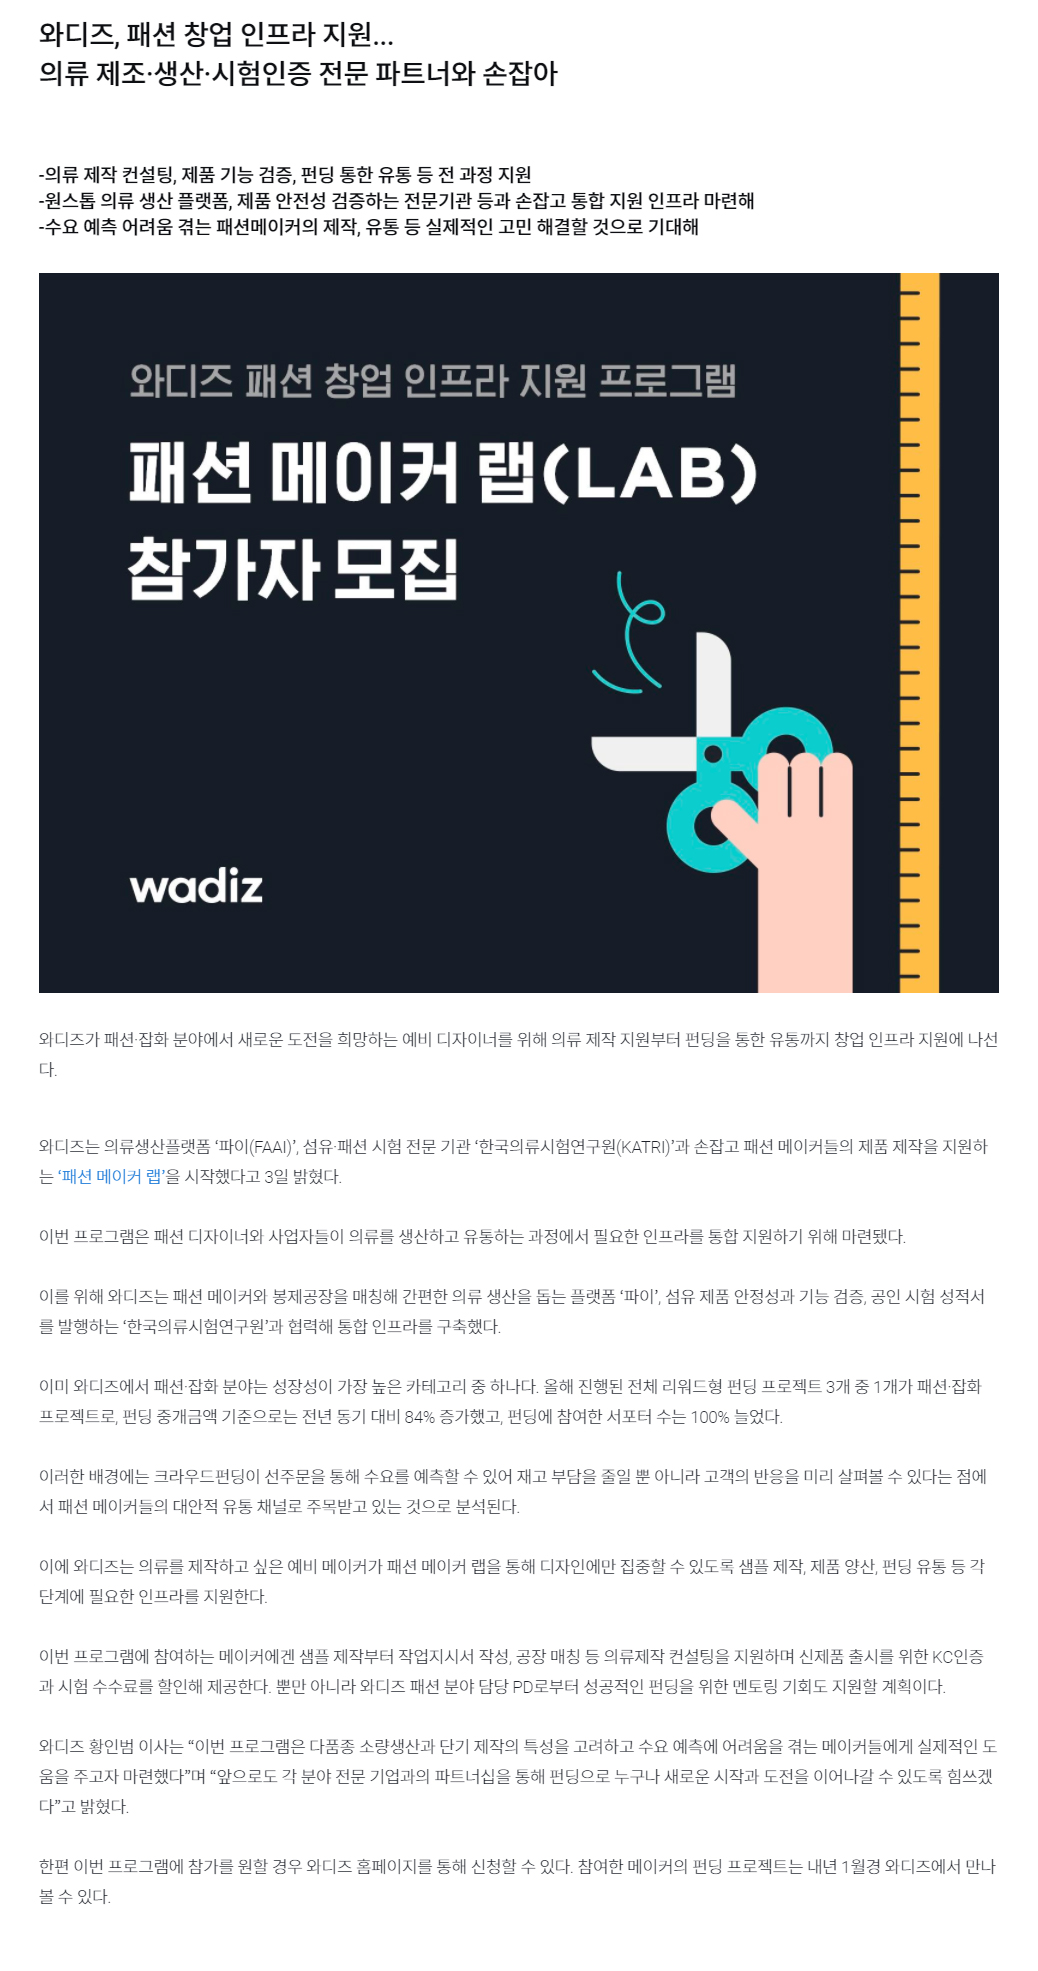 와디즈, 패션 창업 인프라 지원...
의류 제조·생산·시험인증 전문 파트너와 손잡아
-의류 제작 컨설팅, 제품 기능 검증, 펀딩 통한 유통 등 전 과정 지원
-원스톱 의류 생산 플랫폼, 제품 안전성 검증하는 전문기관 등과 손잡고 통합 지원 인프라 마련해
-수요 예측 어려움 겪는 패션메이커의 제작, 유통 등 실제적인 고민 해결할 것으로 기대해
와디즈 패션 창업 인프라 지원 프로그램
패션 메이커 랩(LAB)
참가자 모집
wadiz
와디즈가 패션·잡화 분야에서 새로운 도전을 희망하는 예비 디자이너를 위해 의류 제작 지원부터 펀딩을 통한 유통까지 창업 인프라 지원에 나선
다.
와디즈는 의류생산플랫폼 ‘파이(FAAI)’, 섬유·패션 시험 전문 기관 ‘한국의류시험연구원(KATRI)’과 손잡고 패션 메이커들의 제품 제작을 지원하
는 ‘패션 메이커 랩’을 시작했다고 3일 밝혔다.
이번 프로그램은 패션 디자이너와 사업자들이 의류를 생산하고 유통하는 과정에서 필요한 인프라를 통합 지원하기 위해 마련됐다.
이를 위해 와디즈는 패션 메이커와 봉제공장을 매칭해 간편한 의류 생산을 돕는 플랫폼 ‘파이’, 섬유 제품 안정성과 기능 검증, 공인 시험 성적서
를 발행하는 ‘한국의류시험연구원’과 협력해 통합 인프라를 구축했다.
이미 와디즈에서 패션·잡화 분야는 성장성이 가장 높은 카테고리 중 하나다. 올해 진행된 전체 리워드형 펀딩 프로젝트 3개 중 1개가 패션·잡화
프로젝트로, 펀딩 중개금액 기준으로는 전년 동기 대비 84% 증가했고, 펀딩에 참여한 서포터 수는 100% 늘었다.
이러한 배경에는 크라우드펀딩이 선주문을 통해 수요를 예측할 수 있어 재고 부담을 줄일 뿐 아니라 고객의 반응을 미리 살펴볼 수 있다는 점에
서 패션 메이커들의 대안적 유통 채널로 주목받고 있는 것으로 분석된다.
이에 와디즈는 의류를 제작하고 싶은 예비 메이커가 패션 메이커 랩을 통해 디자인에만 집중할 수 있도록 샘플 제작, 제품 양산, 펀딩 유통 등 각
단계에 필요한 인프라를 지원한다.
이번 프로그램에 참여하는 메이커에겐 샘플 제작부터 작업지시서 작성, 공장 매칭 등 의류제작 컨설팅을 지원하며 신제품 출시를 위한 KC인증
과 시험 수수료를 할인해 제공한다. 뿐만 아니라 와디즈 패션 분야 담당 PD로부터 성공적인 펀딩을 위한 멘토링 기회도 지원할 계획이다.
와디즈 황인범 이사는 “이번 프로그램은 다품종 소량생산과 단기 제작의 특성을 고려하고 수요 예측에 어려움을 겪는 메이커들에게 실제적인 도
움을 주고자 마련했다”며 “앞으로도 각 분야 전문 기업과의 파트너십을 통해 펀딩으로 누구나 새로운 시작과 도전을 이어나갈 수 있도록 힘쓰겠
다”고 밝혔다.
한편 이번 프로그램에 참가를 원할 경우 와디즈 홈페이지를 통해 신청할 수 있다. 참여한 메이커의 펀딩 프로젝트는 내년 1월경 와디즈에서 만나
볼 수 있다.